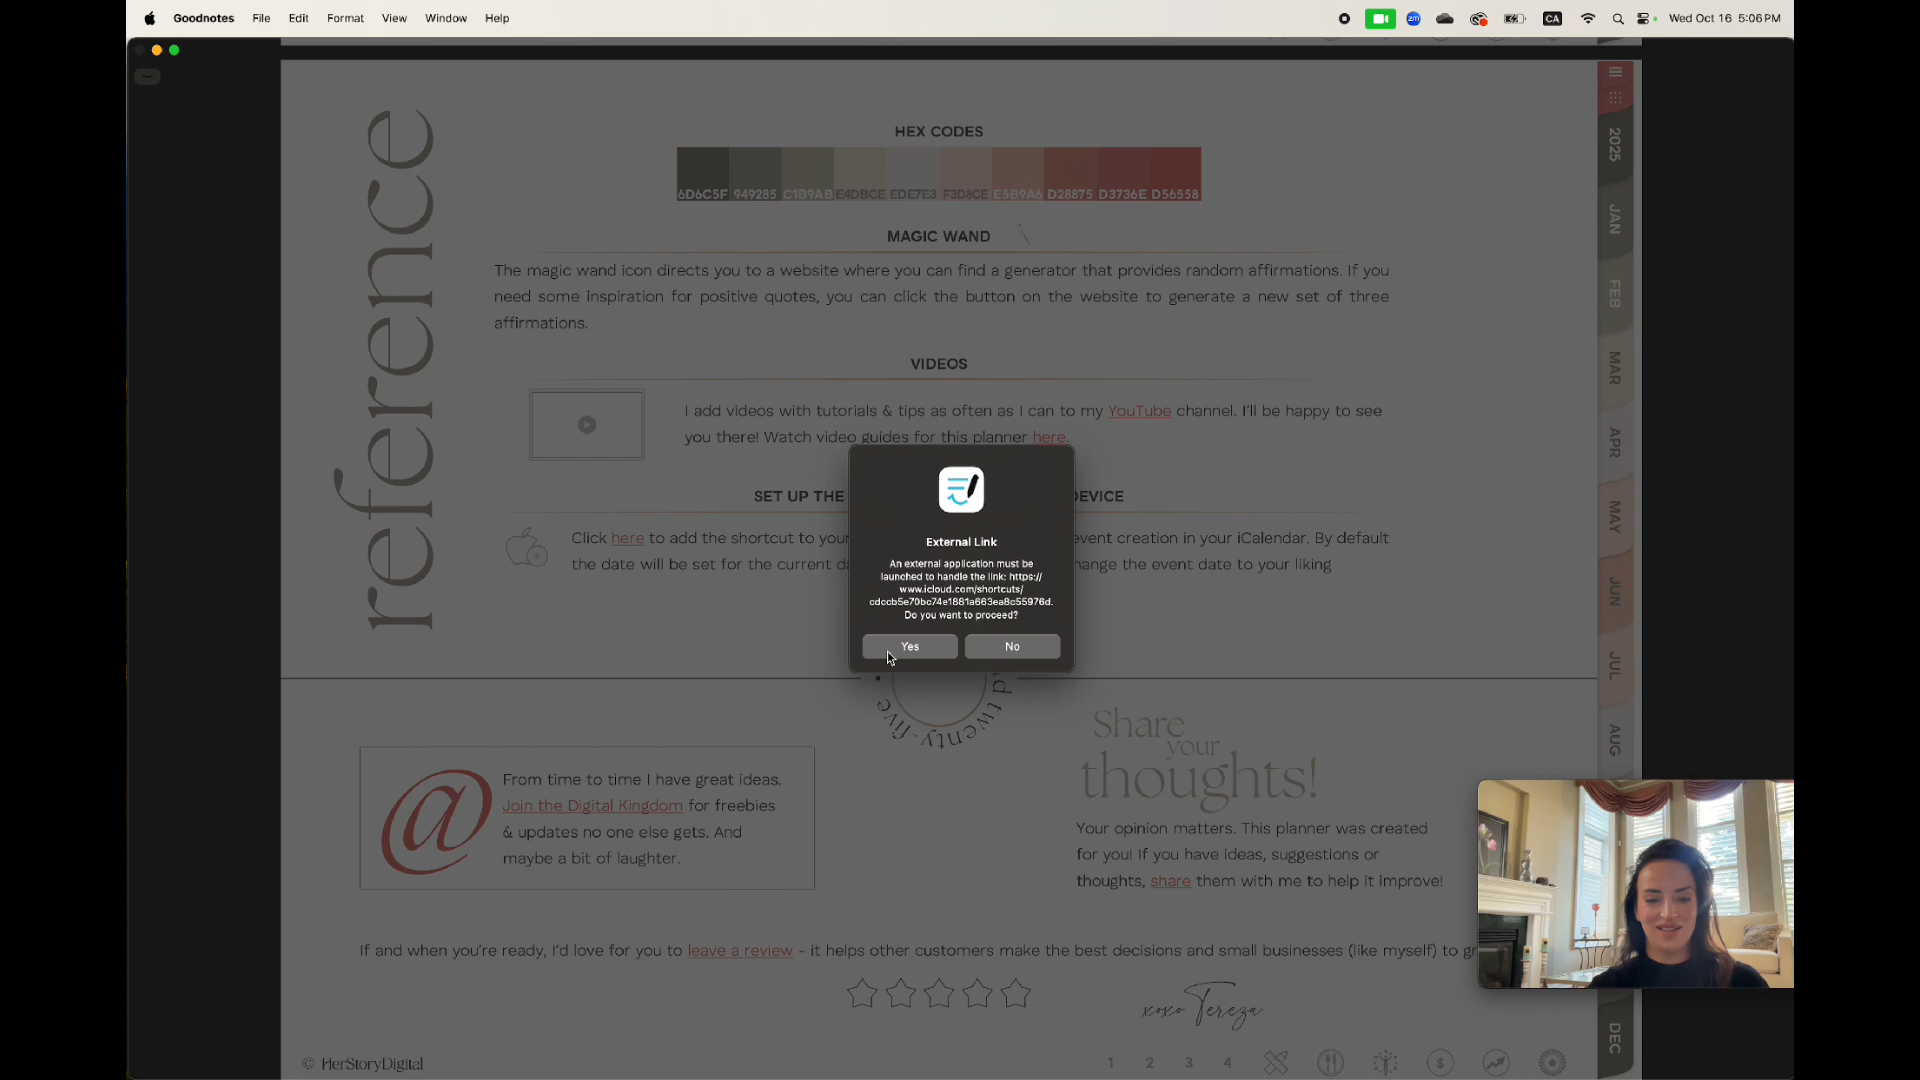 Goodnotes File Edit Format View Window Help
zm CA Wed Oct 16 5:06 PM
reference
HEX CODES
6D6C5F 949285 C1B9AB E4DBCE EDE7E3 F3D8CE E5B9A6 D28875 D3736E D56558
MAGIC WAND
The magic wand icon directs you to a website where you can find a generator that provides random affirmations. If you
need some inspiration for positive quotes, you can click the button on the website to generate a new set of three
affirmations.
VIDEOS
I add videos with tutorials & tips as often as I can to my YouTube channel. I'll be happy to see
you there! Watch video guides for this planner here.
SET UP THE
Click here to add the shortcut to your
event creation in your iCalendar. By default
the date will be set for the current
the event date to your liking
External Link
An external application must be
launched to handle the link: https://
www.icloud.com/shortcuts/
cdccb5e70bc74e1881a663ea8c55976d.
Do you want to proceed?
Yes No
twenty-five
From time to time I have great ideas.
Join the Digital Kingdom for freebies
& updates no one else gets. And
maybe a bit of laughter.
Share
your
thoughts!
Your opinion matters. This planner was created
for you! If you have ideas, suggestions or
thoughts, share them with me to help it improve!
If and when you're ready, I'd love for you to leave a review - it helps other customers make the best decisions and small businesses (like myself) to
xoxo Tereza
© HerStoryDigital
1 2 3 4
2025
JAN
FEB
MAR
APR
MAY
JUN
JUL
AUG
DEC